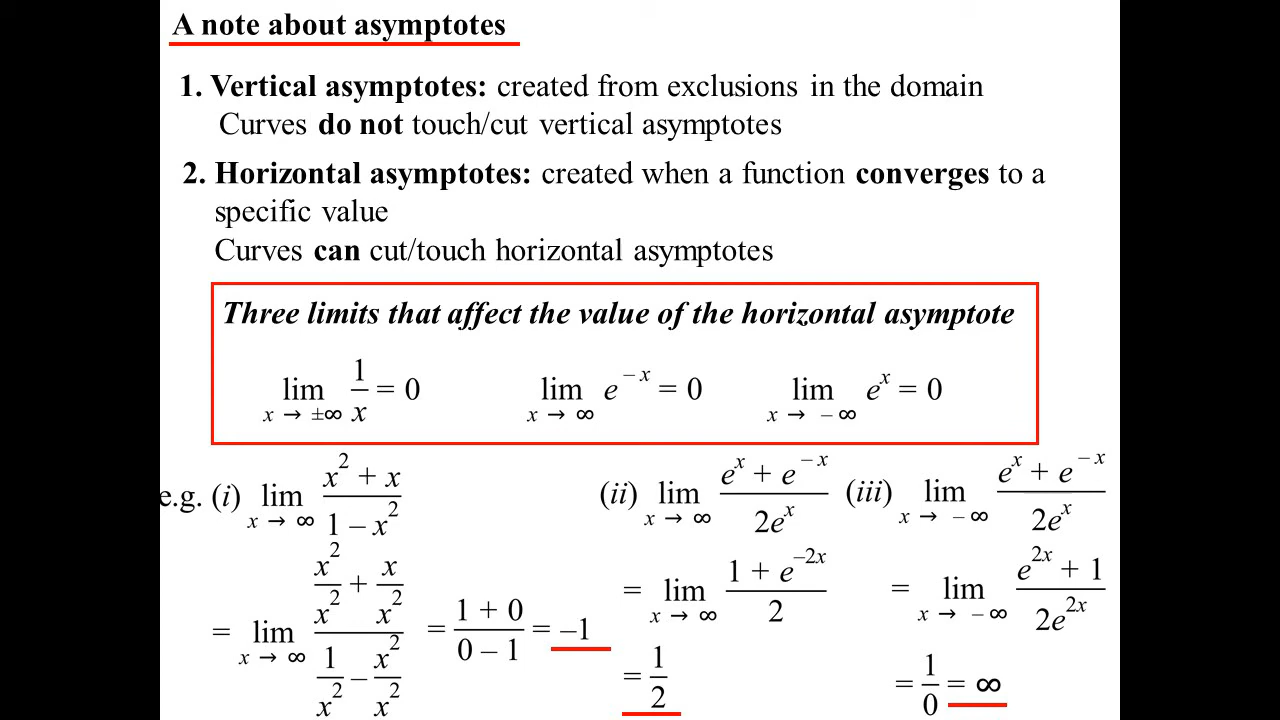 A note about asymptotes
1. Vertical asymptotes: created from exclusions in the domain
Curves do not touch/cut vertical asymptotes
2. Horizontal asymptotes: created when a function converges to a
specific value
Curves can cut/touch horizontal asymptotes
Three limits that affect the value of the horizontal asymptote
lim x → ±∞ 1/x = 0
lim x → ∞ e^(–x) = 0
lim x → –∞ e^x = 0
e.g. (i) lim x → ∞ (x^2 + x)/(1 – x^2)
= lim x → ∞ (x^2/x^2 + x/x^2)/(1/x^2 – x^2/x^2)
= (1 + 0)/(0 – 1) = –1
(ii) lim x → ∞ (e^x + e^(–x))/(2e^x)
= lim x → ∞ (1 + e^(–2x))/2
= 1/2
(iii) lim x → –∞ (e^x + e^(–x))/(2e^x)
= lim x → –∞ (e^(2x) + 1)/(2e^(2x))
= 1/0 = ∞